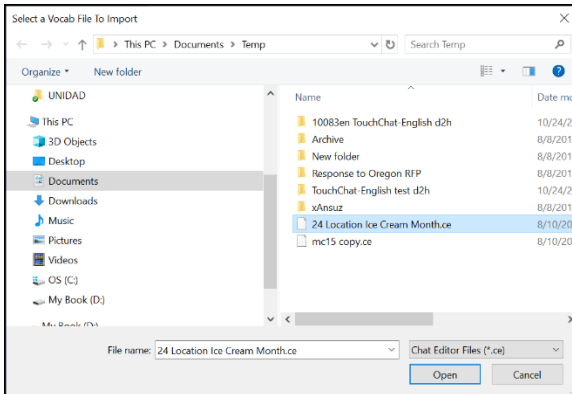 Select a Vocab File To Import
This PC > Documents > Temp
Search Temp
Organize
New folder
UNIDAD
This PC
3D Objects
Desktop
Documents
Downloads
Music
Pictures
Videos
OS (C:)
My Book (D:)
My Book (D:)
Name
Date mo
10083en TouchChat-English d2h
10/24/2
Archive
8/8/201
New folder
8/8/201
Response to Oregon RFP
8/8/201
TouchChat-English test d2h
10/24/2
xAnsuz
8/8/201
24 Location Ice Cream Month.ce
8/10/20
mc15 copy.ce
8/10/20
File name:
24 Location Ice Cream Month.ce
Chat Editor Files (*.ce)
Open
Cancel